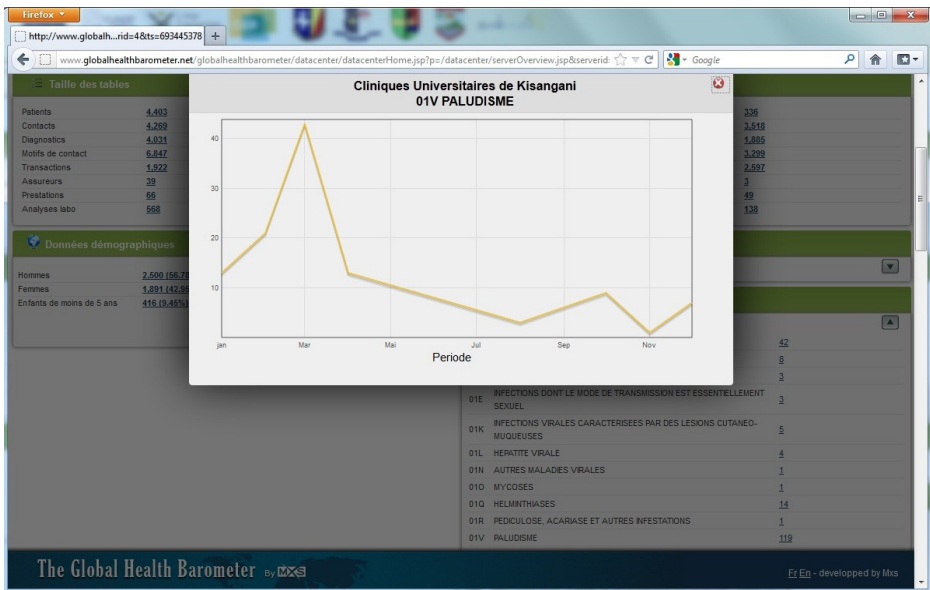 Firefox
http://www.globalh...rid=4&ts=693445378
www.globalhealthbarometer.net/globalhealthbarometer/datacenter/datacenterHome.jsp?p=/datacenter/serverOverview.jsp&serverid:
Google
Taille des tables
Patients 4.403
Contacts 4.269
Diagnostics 4.031
Motifs de contact 6.847
Transactions 1.922
Assureurs 39
Prestations 66
Analyses labo 568
336
3.518
1.885
3.299
2.597
3
49
138
Données démographiques
Hommes 2.500 (56.78
Femmes 1.891 (42.95
Enfants de moins de 5 ans 416 (9.45%)
Cliniques Universitaires de Kisangani
01V PALUDISME
40
30
20
10
jan Mar Mai Jul Sep Nov
Periode
42
8
3
01E INFECTIONS DONT LE MODE DE TRANSMISSION EST ESSENTIELLEMENT
SEXUEL 3
01K INFECTIONS VIRALES CARACTERISEES PAR DES LESIONS CUTANEO-
MUQUEUSES 5
01L HEPATITE VIRALE 4
01N AUTRES MALADIES VIRALES 1
01O MYCOSES 1
01Q HELMINTHIASES 14
01R PEDICULOSE, ACARIASE ET AUTRES INFESTATIONS 1
01V PALUDISME 119
The Global Health Barometer By MXS
Fr En - developped by Mxs